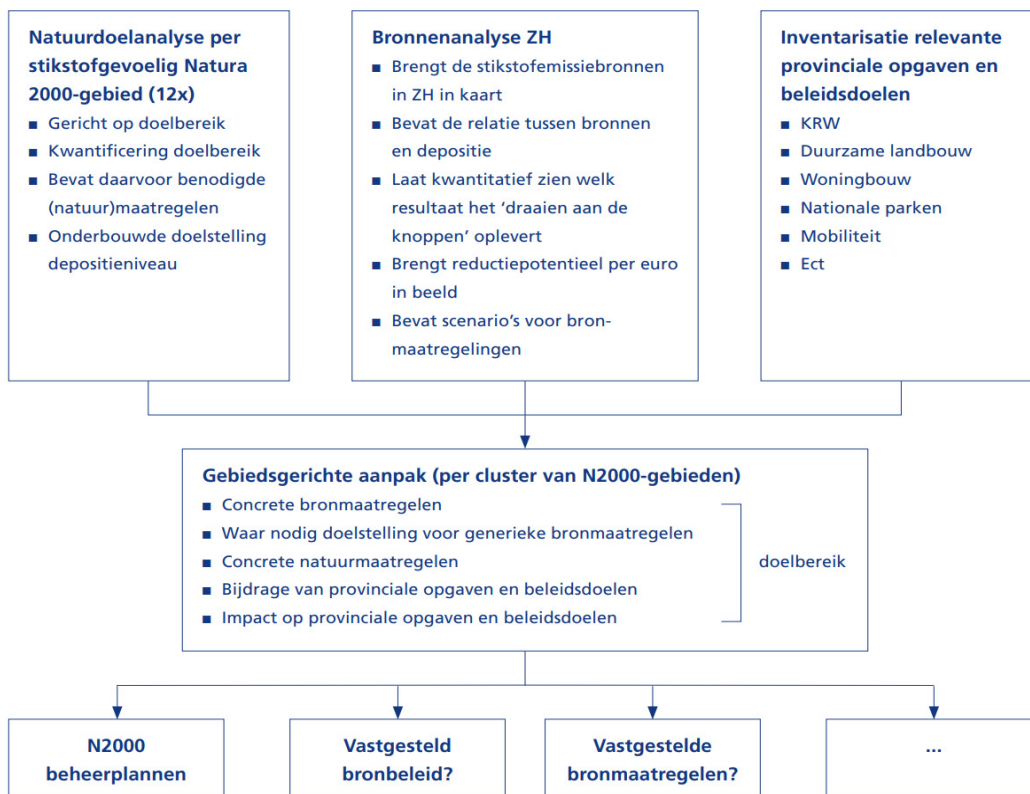 Natuurdoelanalyse per
stikstofgevoelig Natura
2000-gebied (12x)
■ Gericht op doelbereik
■ Kwantificering doelbereik
■ Bevat daarvoor benodigde
(natuur)maatregelen
■ Onderbouwde doelstelling
depositieniveau
Bronnenanalyse ZH
■ Brengt de stikstofemissiebronnen
in ZH in kaart
■ Bevat de relatie tussen bronnen
en depositie
■ Laat kwantitatief zien welk
resultaat het ‘draaien aan de
knoppen’ oplevert
■ Brengt reductiepotentieel per euro
in beeld
■ Bevat scenario’s voor bron-
maatregelingen
Inventarisatie relevante
provinciale opgaven en
beleidsdoelen
■ KRW
■ Duurzame landbouw
■ Woningbouw
■ Nationale parken
■ Mobiliteit
■ Ect
Gebiedsgerichte aanpak (per cluster van N2000-gebieden)
■ Concrete bronmaatregelen
■ Waar nodig doelstelling voor generieke bronmaatregelen
■ Concrete natuurmaatregelen
■ Bijdrage van provinciale opgaven en beleidsdoelen
■ Impact op provinciale opgaven en beleidsdoelen
doelbereik
N2000
beheerplannen
Vastgesteld
bronbeleid?
Vastgestelde
bronmaatregelen?
...